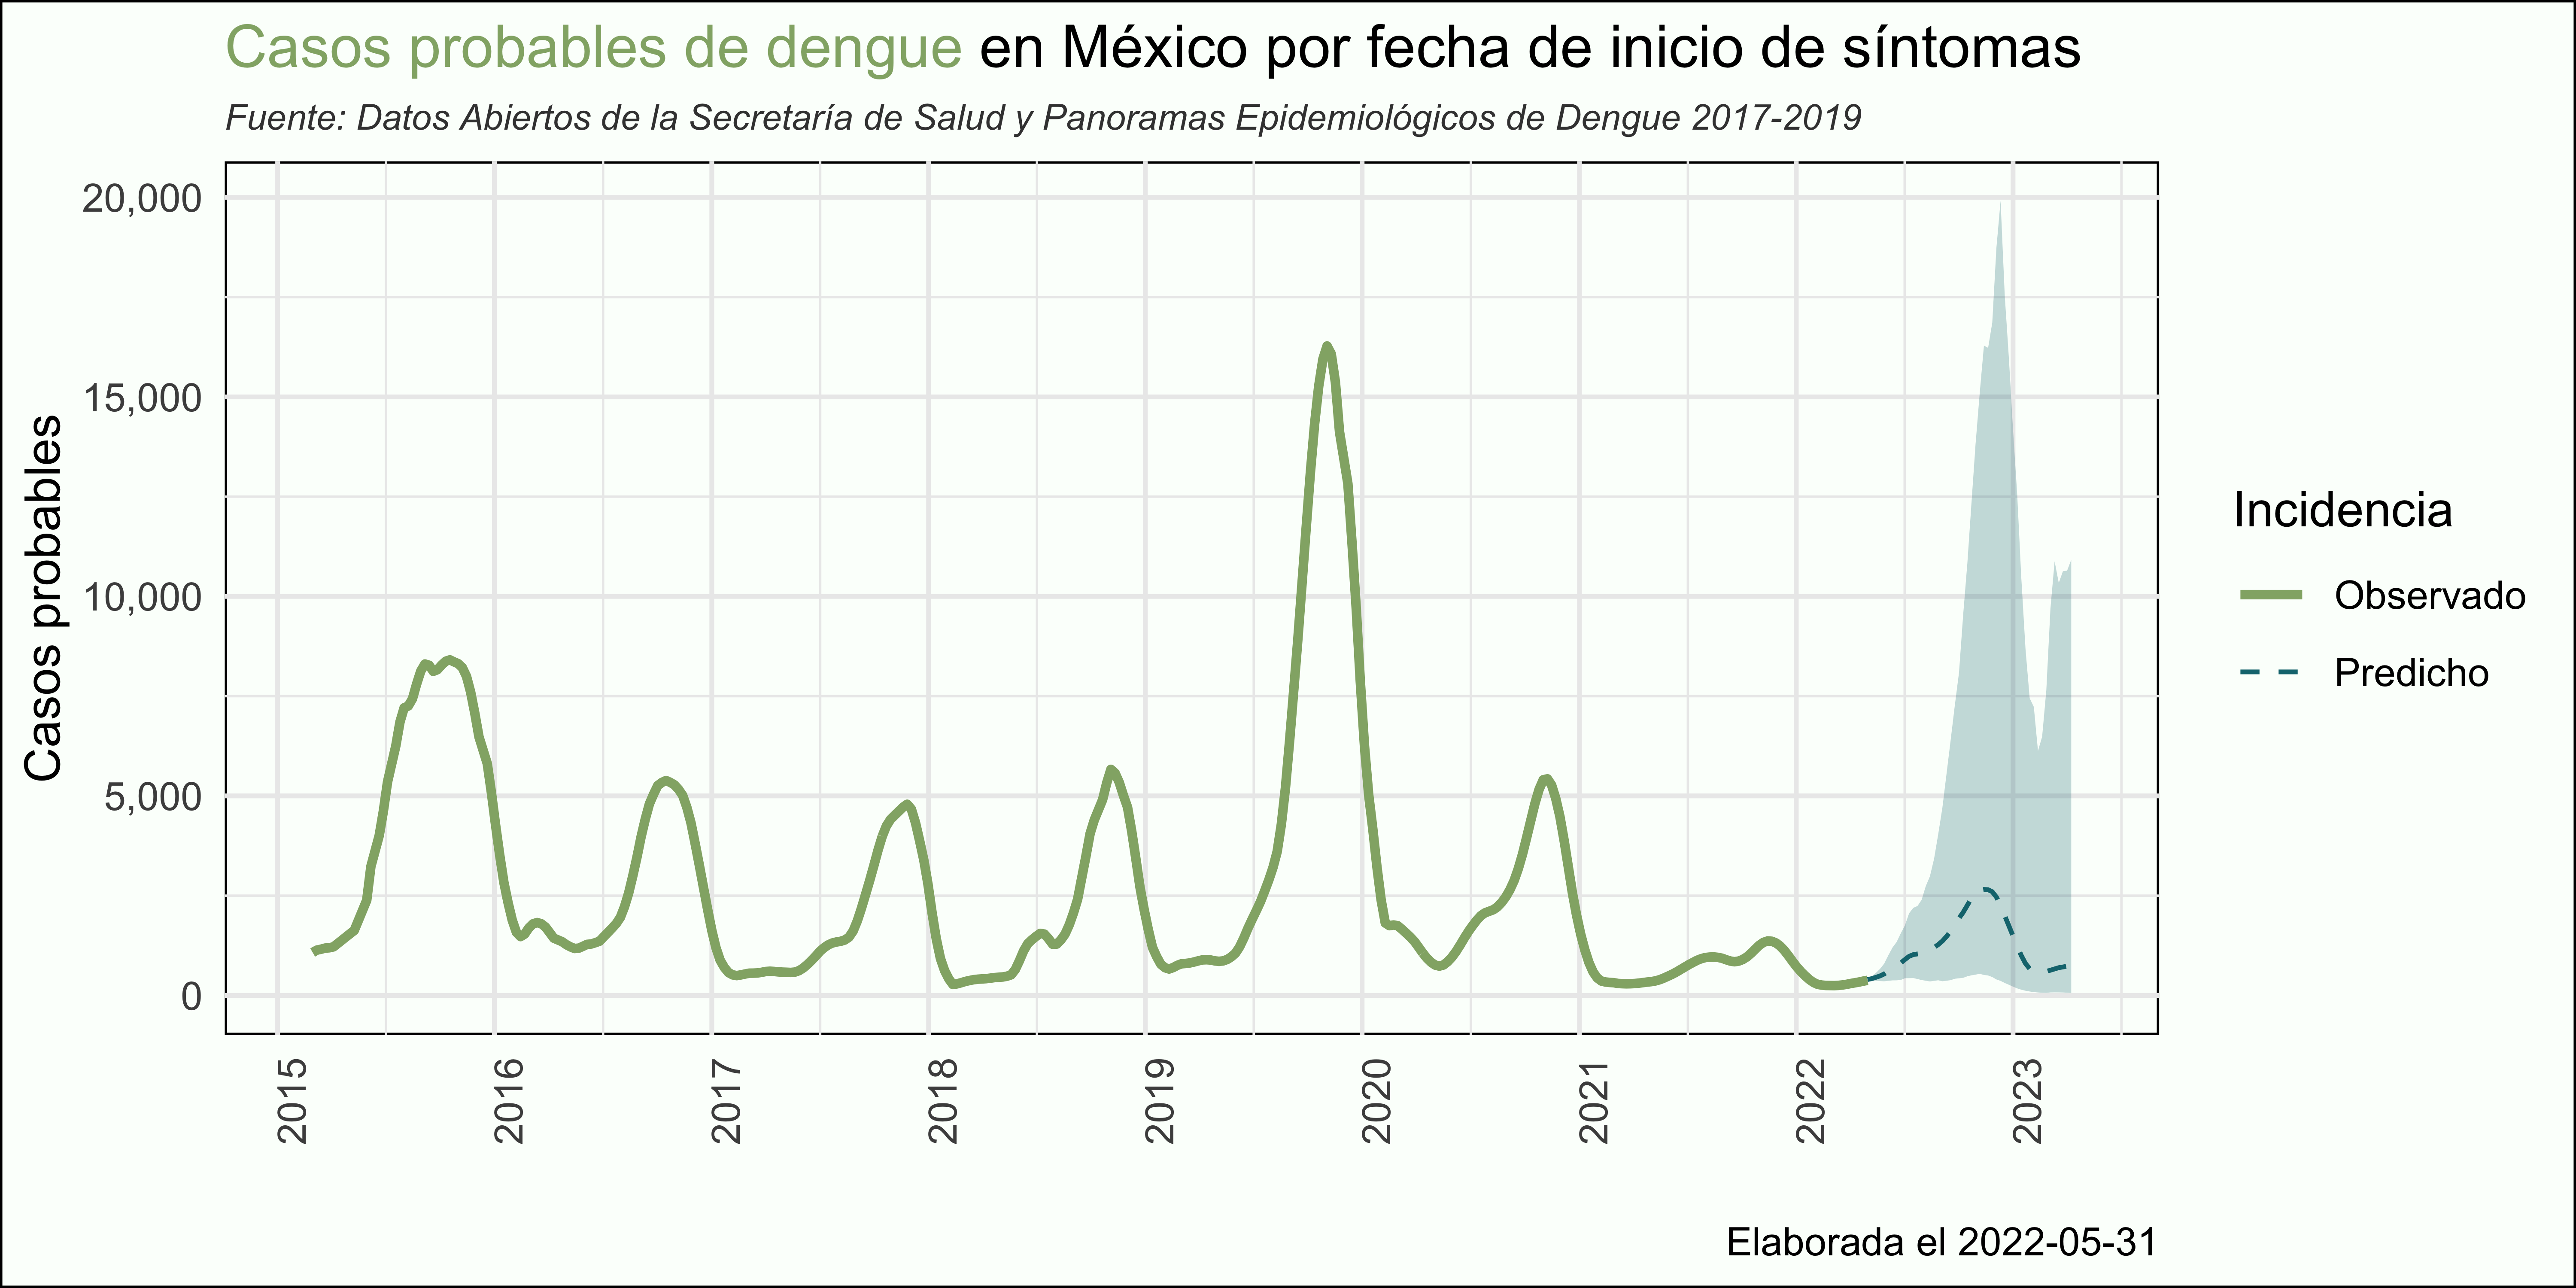 Casos probables de dengue en México por fecha de inicio de síntomas
Fuente: Datos Abiertos de la Secretaría de Salud y Panoramas Epidemiológicos de Dengue 2017-2019
Casos probables
20,000
15,000
10,000
5,000
0
2015
2016
2017
2018
2019
2020
2021
2022
2023
Incidencia
Observado
Predicho
Elaborada el 2022-05-31